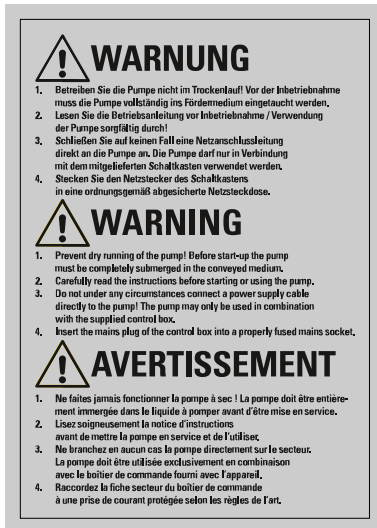 WARNUNG
1. Betreiben Sie die Pumpe nicht im Trockenlauf! Vor der Inbetriebnahme
muss die Pumpe vollständig ins Fördermedium eingetaucht werden.
2. Lesen Sie die Betriebsanleitung vor Inbetriebnahme / Verwendung
der Pumpe sorgfältig durch!
3. Schließen Sie auf keinen Fall eine Netzanschlussleitung
direkt an die Pumpe an. Die Pumpe darf nur in Verbindung
mit dem mitgelieferten Schaltkasten verwendet werden.
4. Stecken Sie den Netzstecker des Schaltkastens
in eine ordnungsgemäß abgesicherte Netzsteckdose.
WARNING
1. Prevent dry running of the pump! Before start-up the pump
must be completely submerged in the conveyed medium.
2. Carefully read the instructions before starting or using the pump.
3. Do not under any circumstances connect a power supply cable
directly to the pump! The pump may only be used in combination
with the supplied control box.
4. Insert the mains plug of the control box into a properly fused mains socket.
AVERTISSEMENT
1. Ne faites jamais fonctionner la pompe à sec ! La pompe doit être entière-
ment immergée dans le liquide à pomper avant d'être mise en service.
2. Lisez soigneusement la notice d'instructions
avant de mettre la pompe en service et de l'utiliser.
3. Ne branchez en aucun cas la pompe directement sur le secteur.
La pompe doit être utilisée exclusivement en combinaison
avec le boîtier de commande fourni avec l'appareil.
4. Raccordez la fiche secteur du boîtier de commande
à une prise de courant protégée selon les règles de l'art.